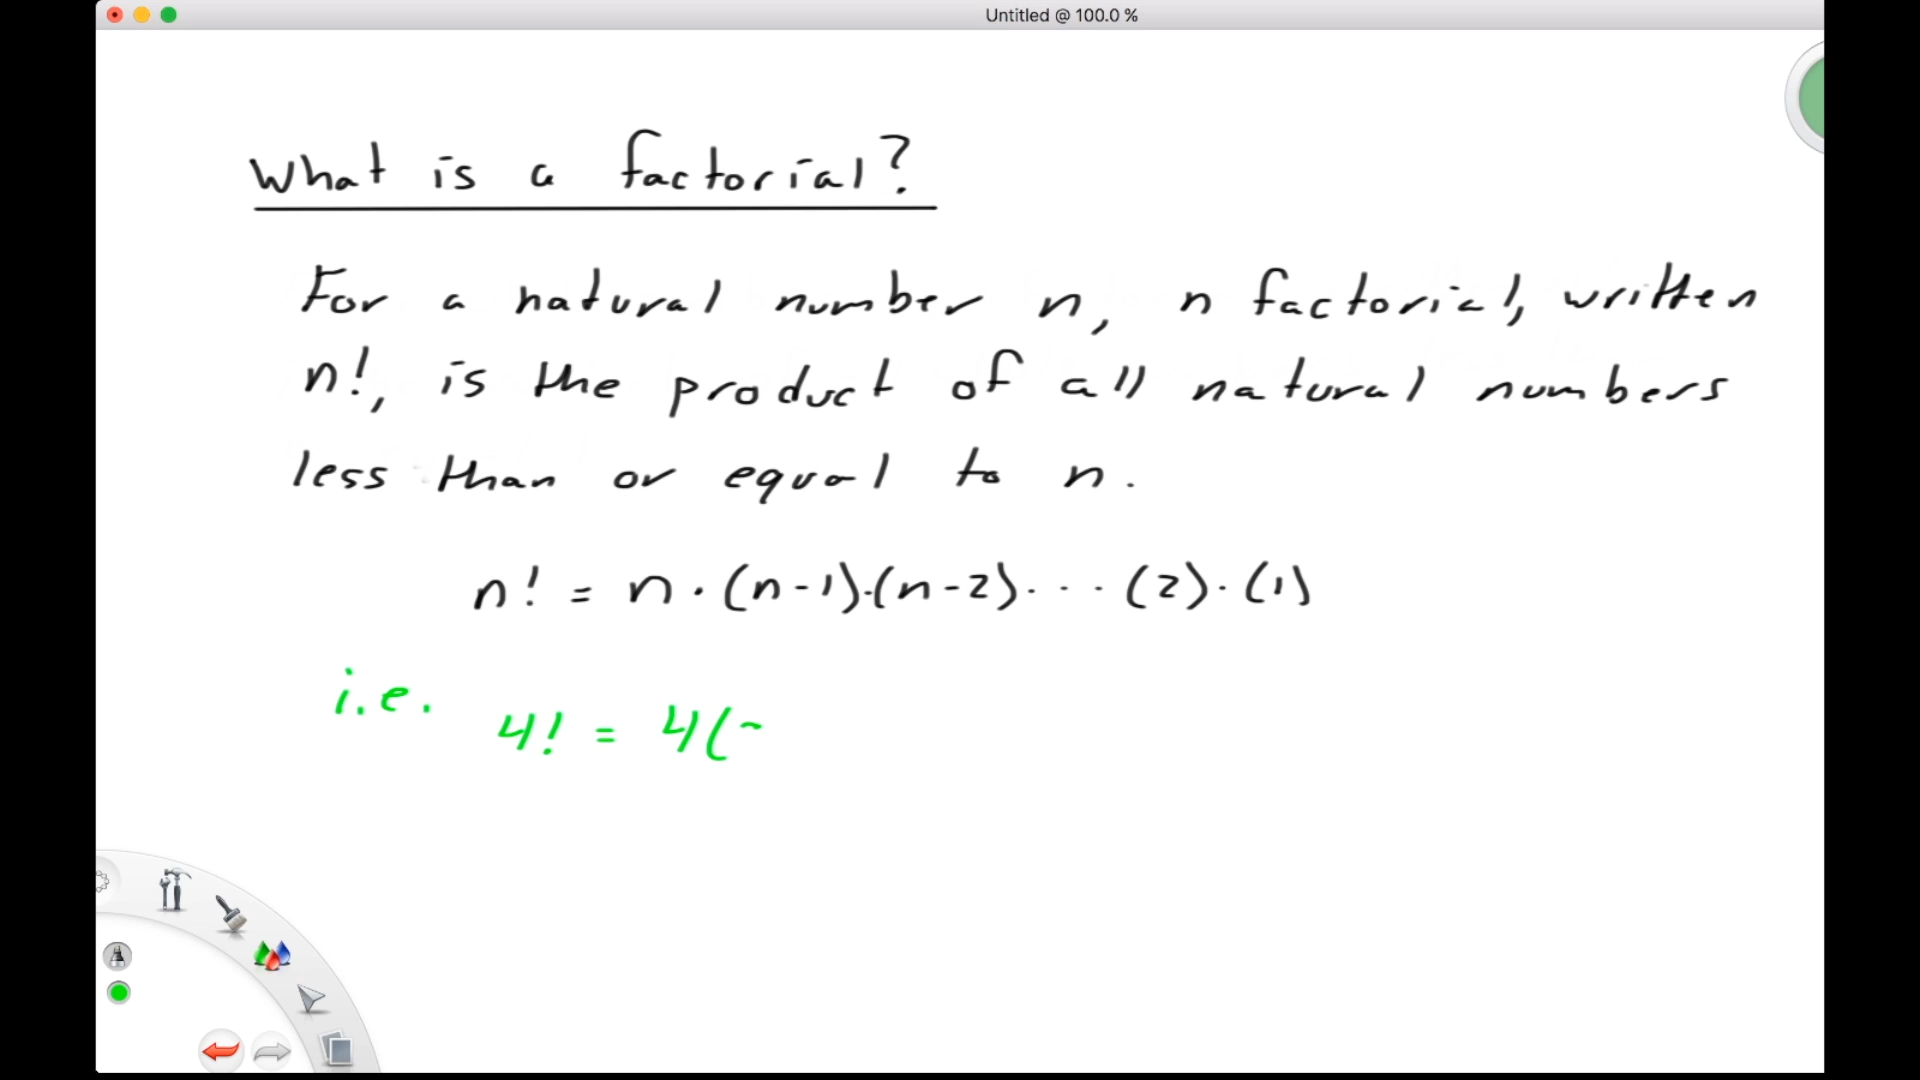 Untitled @ 100.0 %
What is a factorial?
For a natural number n, n factorial, written
n!, is the product of all natural numbers
less than or equal to n.
n! = n · (n-1)·(n-2)· · · (2) · (1)
i.e. 4! = 4(